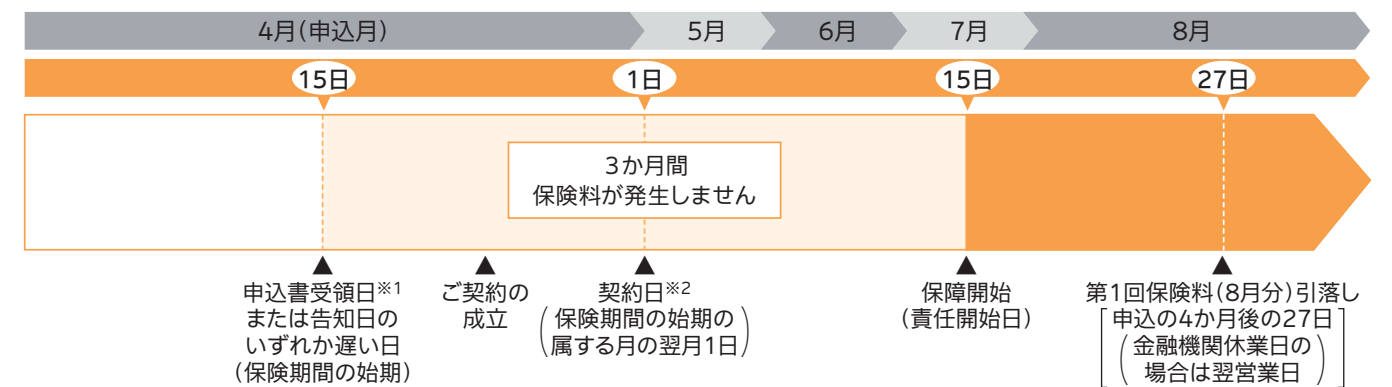 4月(申込月)
5月
6月
7月
8月
15日
1日
15日
27日
3か月間
保険料が発生しません
申込書受領日※1
または告知日の
いずれか遅い日
(保険期間の始期)
ご契約の
成立
契約日※2
(保険期間の始期の
属する月の翌月1日)
保障開始
(責任開始日)
第1回保険料(8月分)引落し
[申込の4か月後の27日
(金融機関休業日の
場合は翌営業日)]